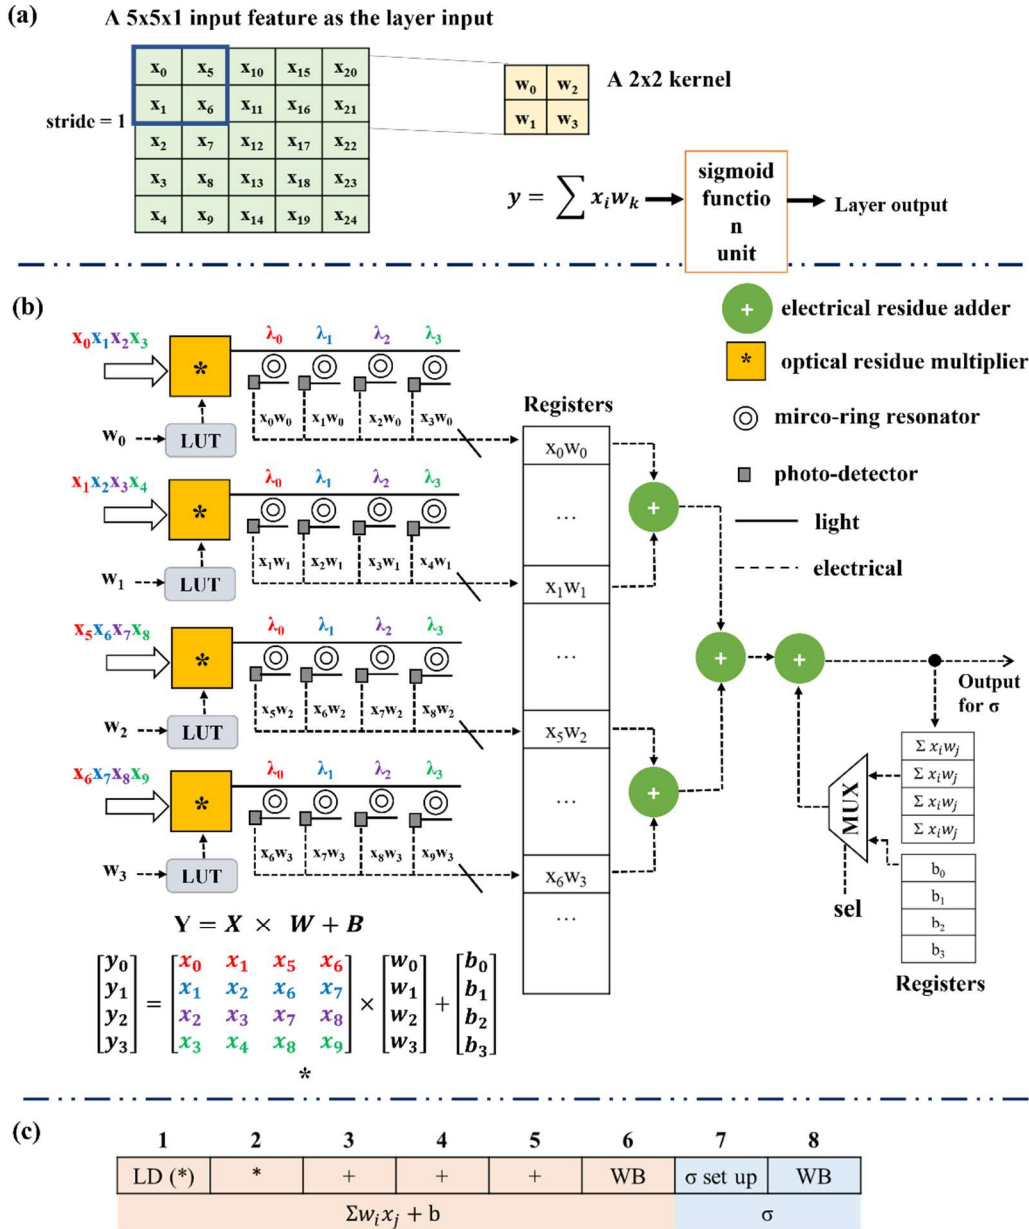 (a)
A 5x5x1 input feature as the layer input
x0 x5 x10 x15 x20
x1 x6 x11 x16 x21
x2 x7 x12 x17 x22
x3 x8 x13 x18 x23
x4 x9 x14 x19 x24
stride = 1
w0 w2
w1 w3
A 2x2 kernel
y = ∑ xiwk
sigmoid
functio
n
unit
Layer output
(b)
x0x1x2x3
*
λ0 λ1 λ2 λ3
x0w0 x1w0 x2w0 x3w0
w0
LUT
x1x2x3x4
*
λ0 λ1 λ2 λ3
x1w1 x2w1 x3w1 x4w1
w1
LUT
x5x6x7x8
*
λ0 λ1 λ2 λ3
x5w2 x6w2 x7w2 x8w2
w2
LUT
x6x7x8x9
*
λ0 λ1 λ2 λ3
x6w3 x7w3 x8w3 x9w3
w3
LUT
Registers
x0w0
...
x1w1
...
x5w2
...
x6w3
...
+
+
+
+
+ electrical residue adder
* optical residue multiplier
mirco-ring resonator
photo-detector
light
electrical
Output
for σ
Σ xiwj
Σ xiwj
Σ xiwj
Σ xiwj
MUX
sel
b0
b1
b2
b3
Registers
Y = X × W + B
y0 = x0 x1 x5 x6 × w0 + b0
y1 x1 x2 x6 x7 w1 b1
y2 x2 x3 x7 x8 w2 b2
y3 x3 x4 x8 x9 w3 b3
*
(c)
1 2 3 4 5 6 7 8
LD (*) * + + + WB σ set up WB
Σwixj + b σ